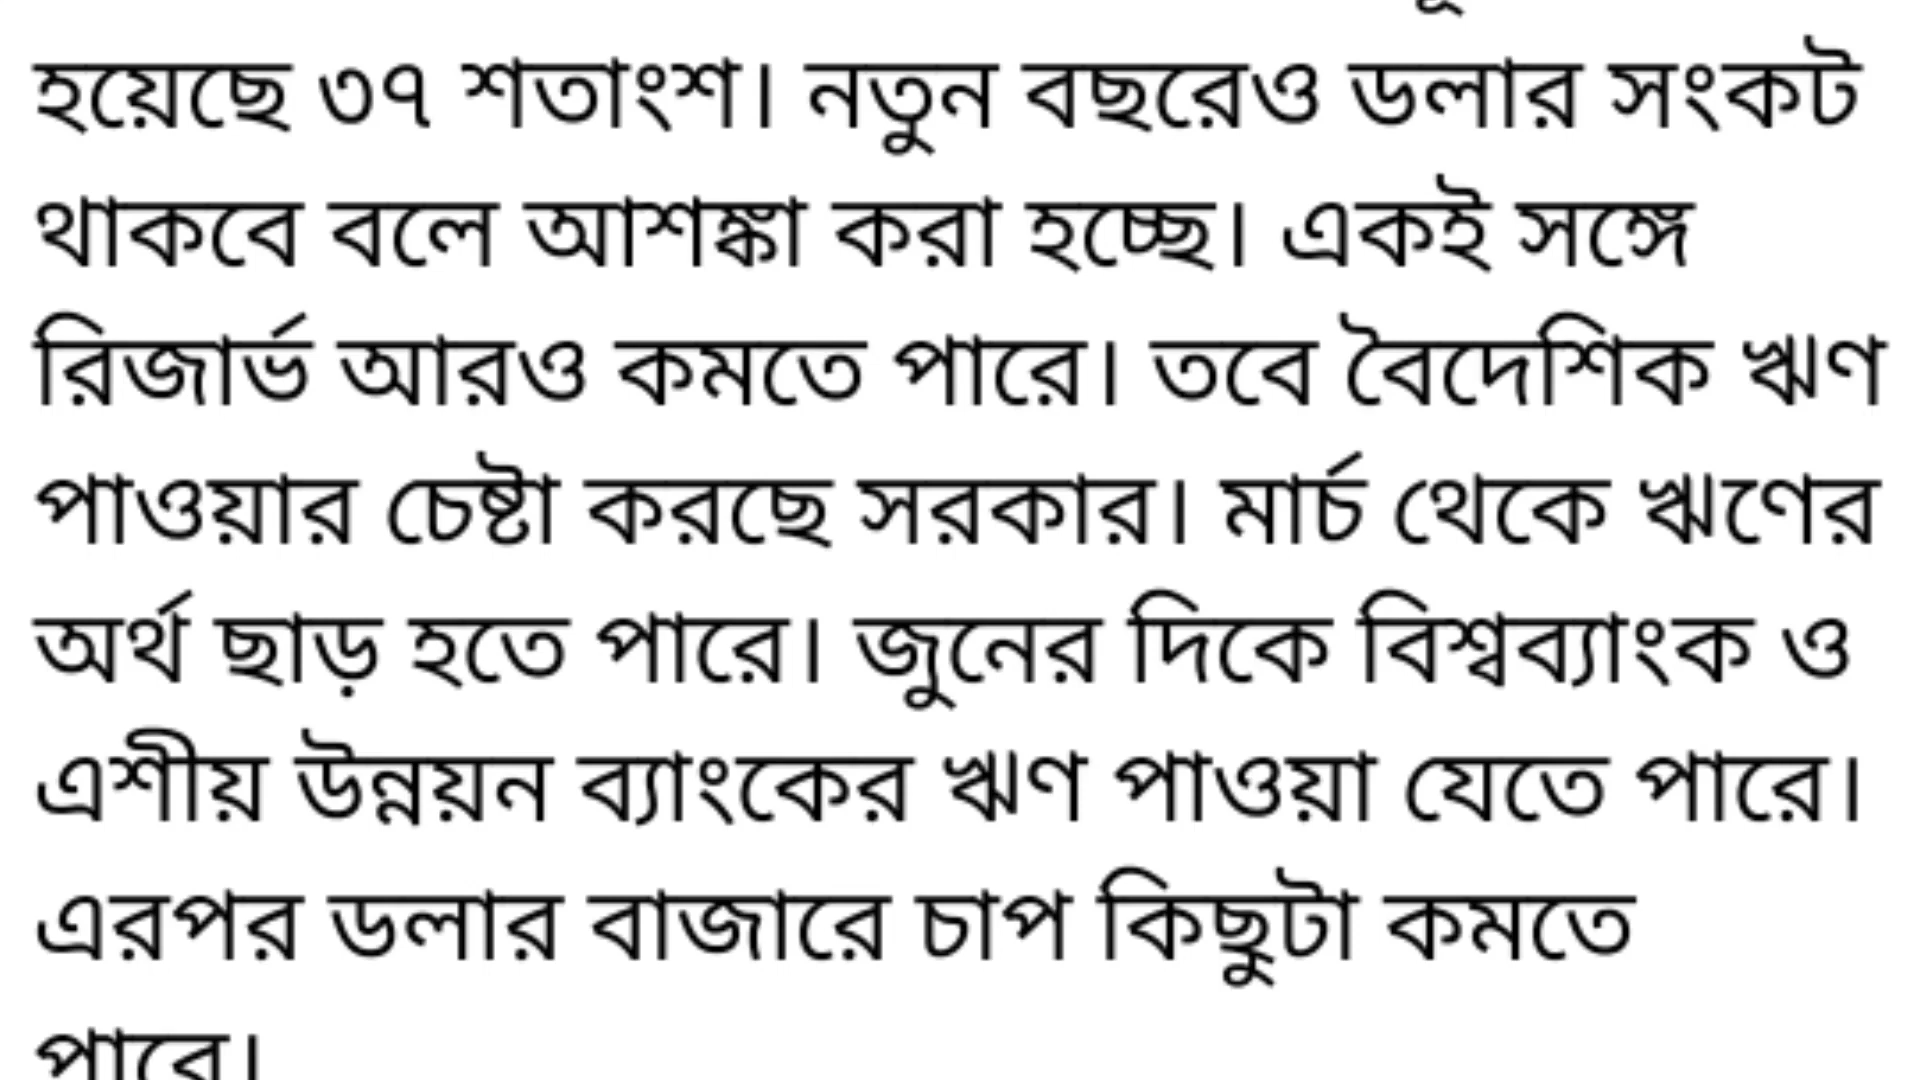 হয়েছে ৩৭ শতাংশ। নতুন বছরেও ডলার সংকট
থাকবে বলে আশঙ্কা করা হচ্ছে। একই সঙ্গে
রিজার্ভ আরও কমতে পারে। তবে বৈদেশিক ঋণ
পাওয়ার চেষ্টা করছে সরকার। মার্চ থেকে ঋণের
অর্থ ছাড় হতে পারে। জুনের দিকে বিশ্বব্যাংক ও
এশীয় উন্নয়ন ব্যাংকের ঋণ পাওয়া যেতে পারে।
এরপর ডলার বাজারে চাপ কিছুটা কমতে
পারে।